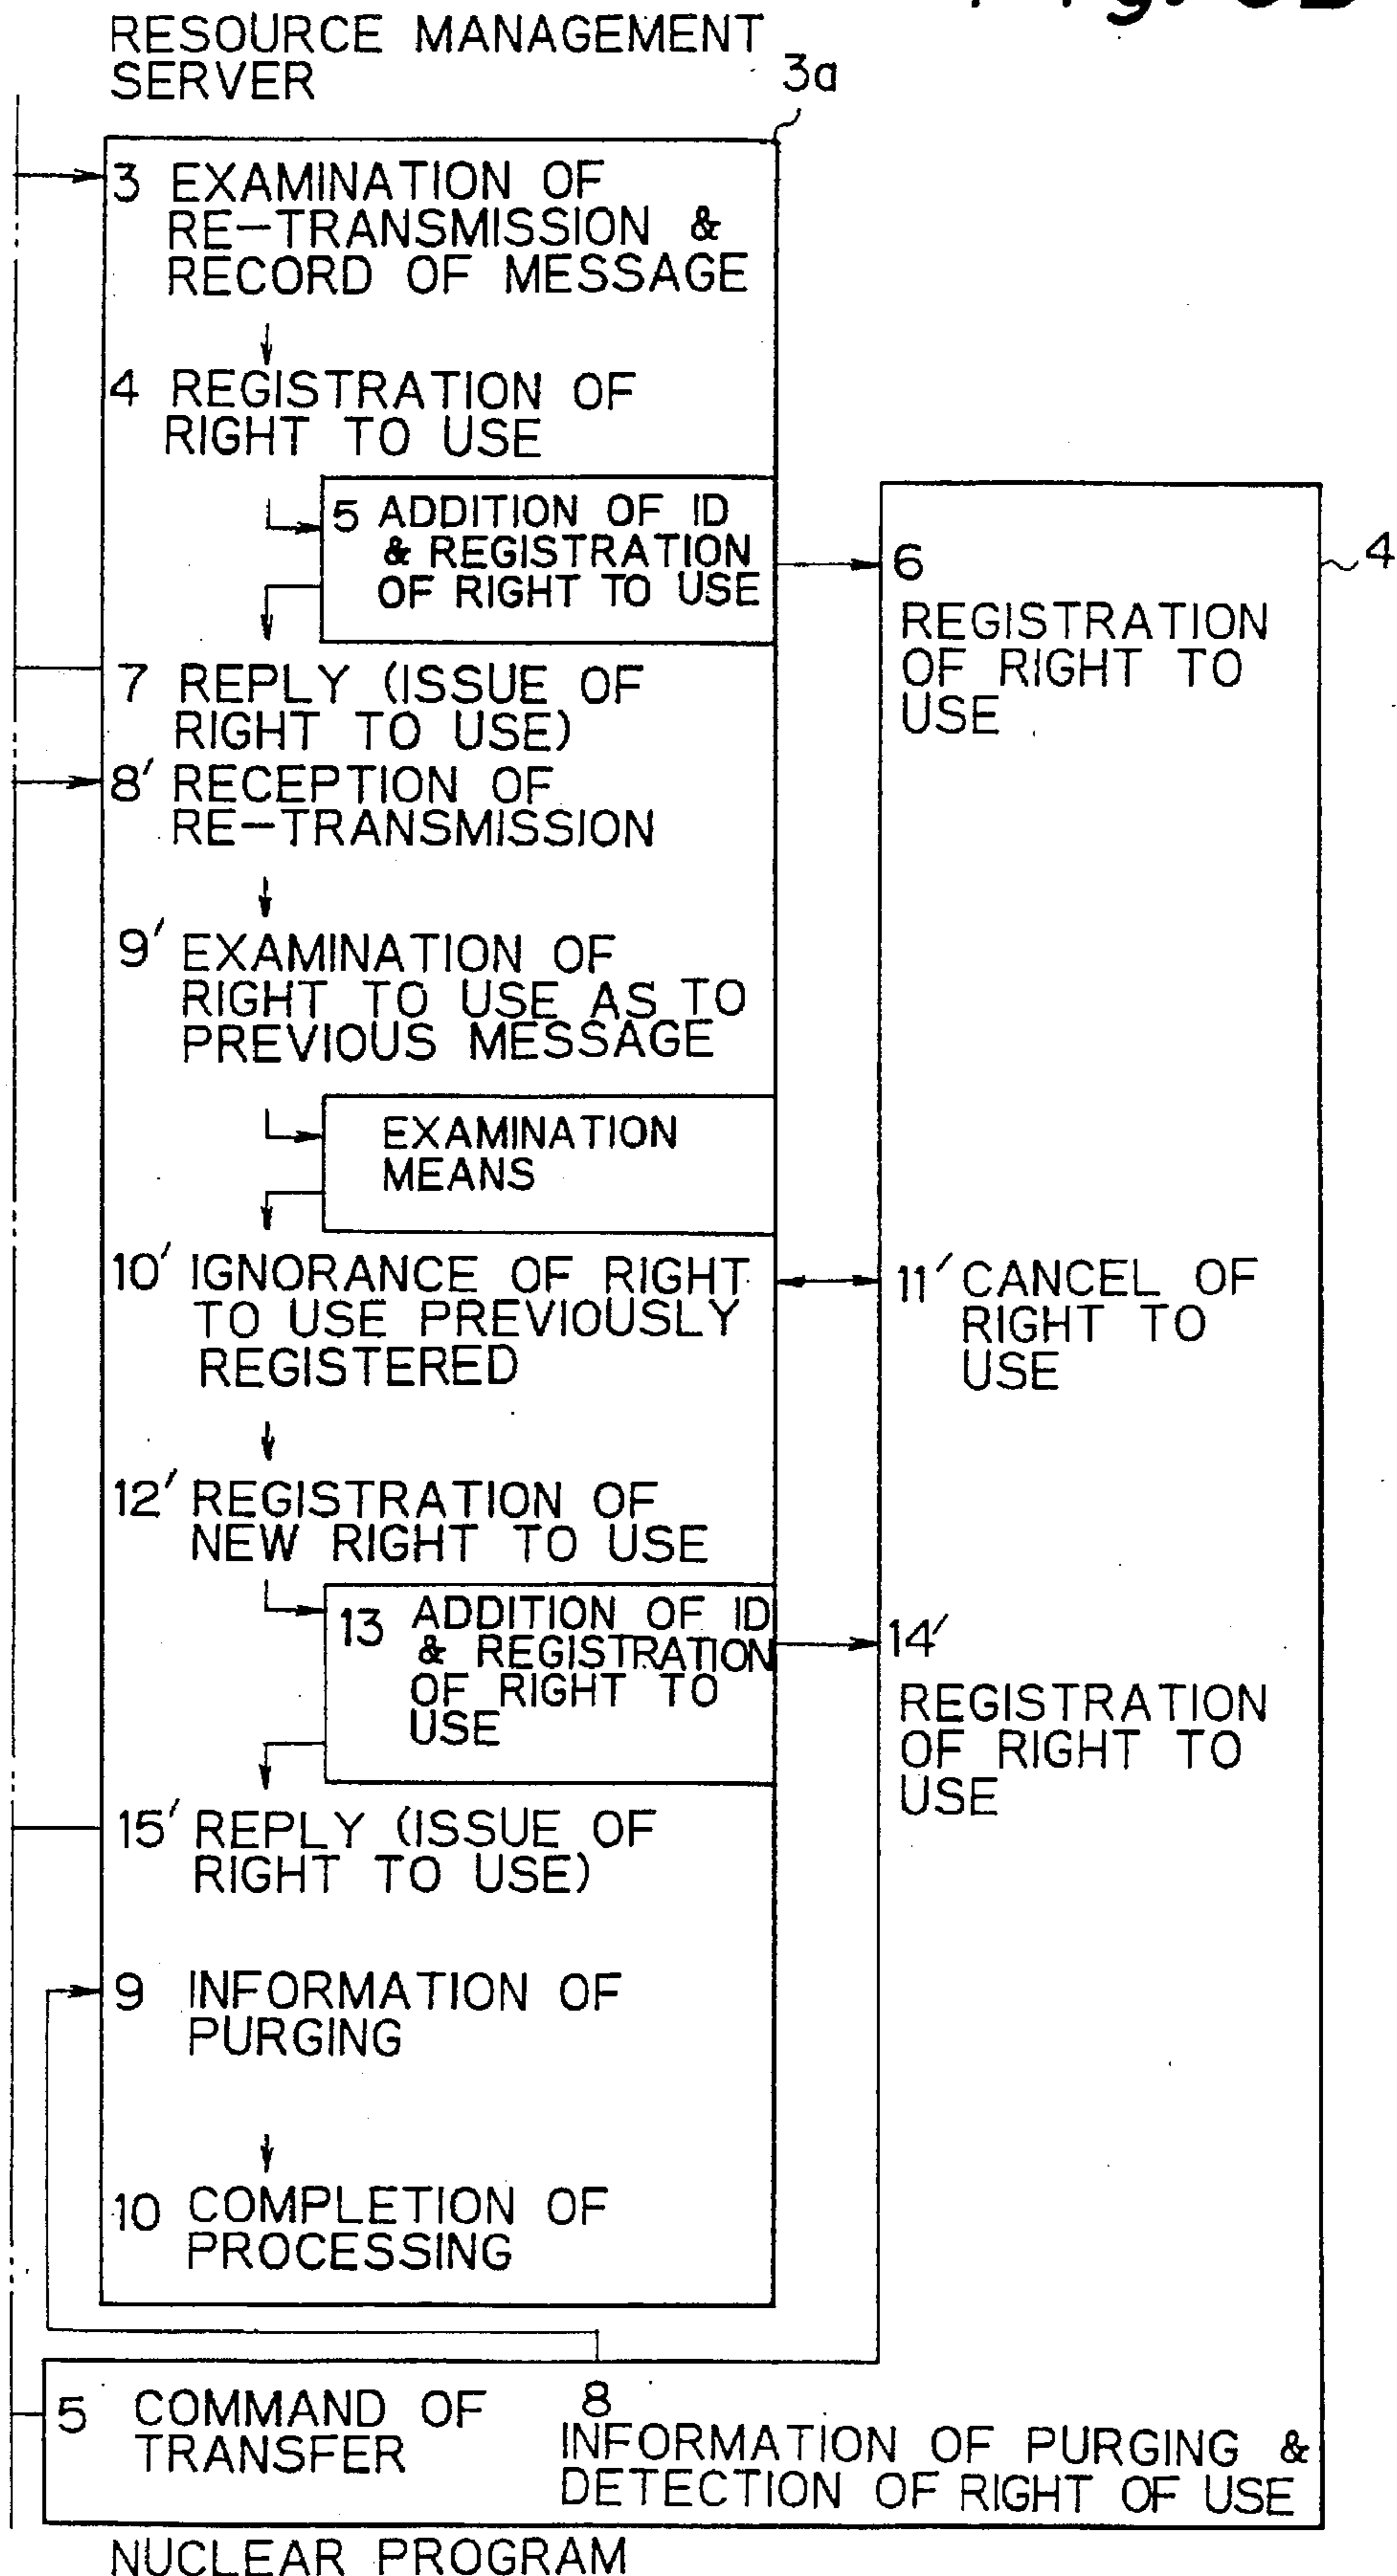 RESOURCE MANAGEMENT
SERVER
3a
3 EXAMINATION OF
RE-TRANSMISSION &
RECORD OF MESSAGE
4 REGISTRATION OF
RIGHT TO USE
5 ADDITION OF ID
& REGISTRATION
OF RIGHT TO USE
6
REGISTRATION
OF RIGHT TO
USE
4
7 REPLY (ISSUE OF
RIGHT TO USE)
8' RECEPTION OF
RE-TRANSMISSION
9' EXAMINATION OF
RIGHT TO USE AS TO
PREVIOUS MESSAGE
EXAMINATION
MEANS
10' IGNORANCE OF RIGHT
TO USE PREVIOUSLY
REGISTERED
11' CANCEL OF
RIGHT TO
USE
12' REGISTRATION OF
NEW RIGHT TO USE
13 ADDITION OF ID
& REGISTRATION
OF RIGHT TO
USE
14'
REGISTRATION
OF RIGHT TO
USE
15' REPLY (ISSUE OF
RIGHT TO USE)
9 INFORMATION OF
PURGING
10 COMPLETION OF
PROCESSING
5 COMMAND OF
TRANSFER
8
INFORMATION OF PURGING &
DETECTION OF RIGHT OF USE
NUCLEAR PROGRAM